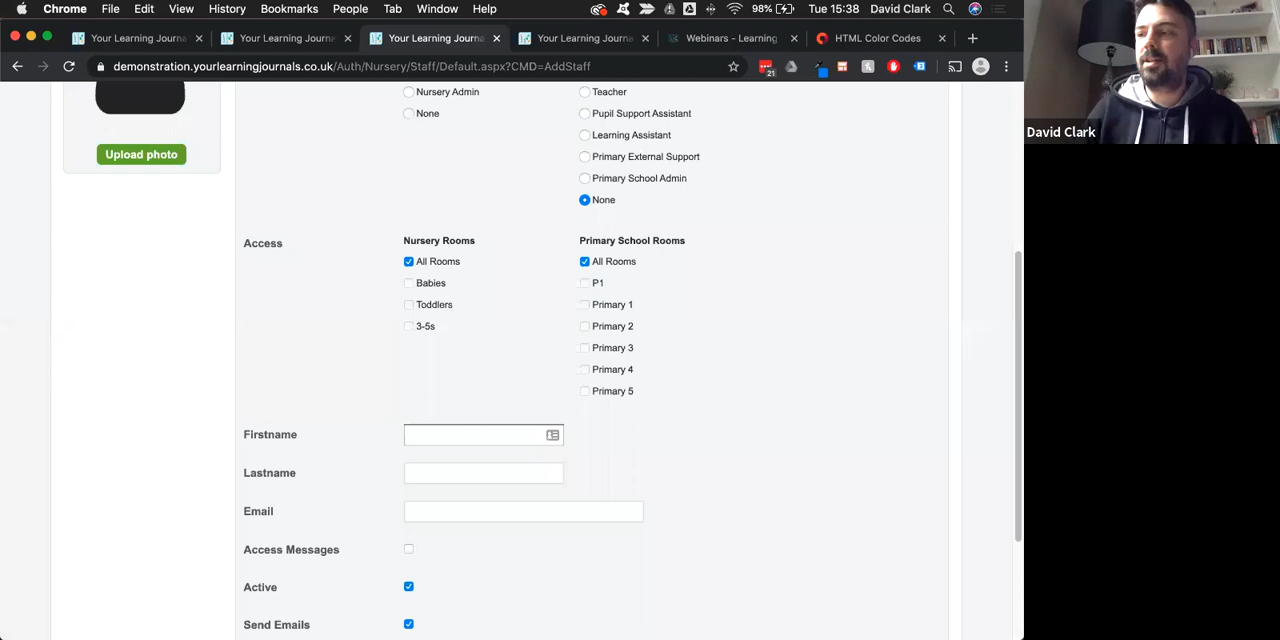 Chrome File Edit View History Bookmarks People Tab Window Help 98% Tue 15:38 David Clark
Your Learning Journa Your Learning Journa Your Learning Journa Your Learning Journa Webinars - Learning HTML Color Codes
demonstration.yourlearningjournals.co.uk/Auth/Nursery/Staff/Default.aspx?CMD=AddStaff 21
Nursery Admin Teacher
None Pupil Support Assistant
Learning Assistant
Upload photo Primary External Support
Primary School Admin
None
Access Nursery Rooms Primary School Rooms
All Rooms All Rooms
Babies P1
Toddlers Primary 1
3-5s Primary 2
Primary 3
Primary 4
Primary 5
Firstname
Lastname
Email
Access Messages
Active
Send Emails
David Clark